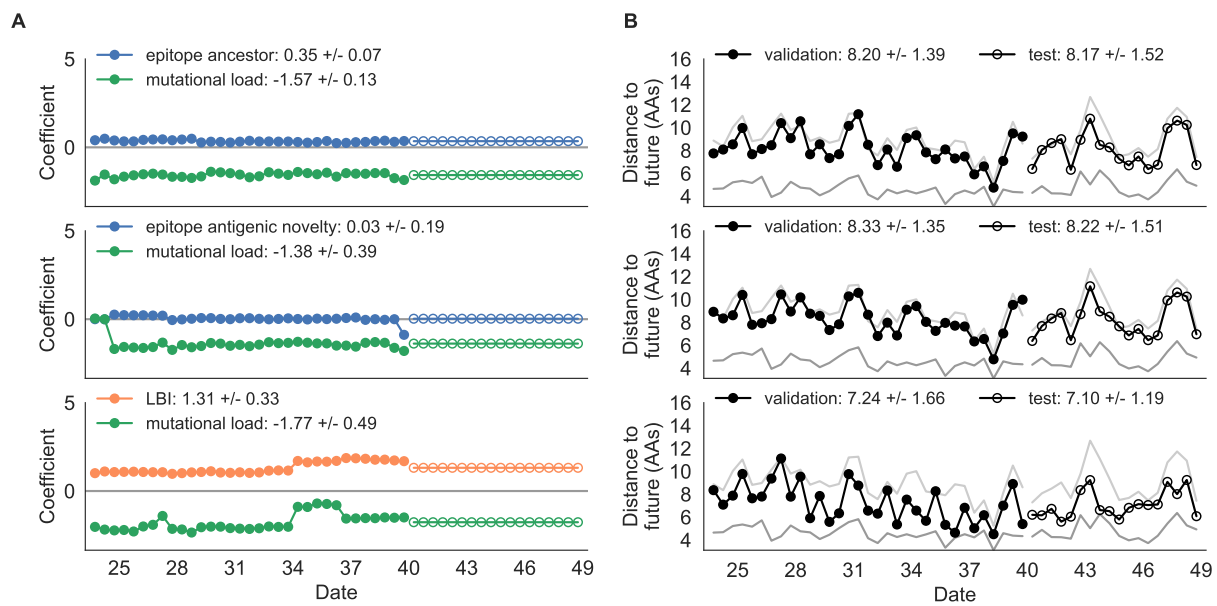 A
B
epitope ancestor: 0.35 +/- 0.07
mutational load: -1.57 +/- 0.13
5
0
Coefficient
validation: 8.20 +/- 1.39
test: 8.17 +/- 1.52
16
14
12
10
8
6
4
Distance to
future (AAs)
epitope antigenic novelty: 0.03 +/- 0.19
mutational load: -1.38 +/- 0.39
5
0
Coefficient
validation: 8.33 +/- 1.35
test: 8.22 +/- 1.51
16
14
12
10
8
6
4
Distance to
future (AAs)
LBI: 1.31 +/- 0.33
mutational load: -1.77 +/- 0.49
5
0
Coefficient
validation: 7.24 +/- 1.66
test: 7.10 +/- 1.19
16
14
12
10
8
6
4
Distance to
future (AAs)
25 28 31 34 37 40 43 46 49
Date
25 28 31 34 37 40 43 46 49
Date